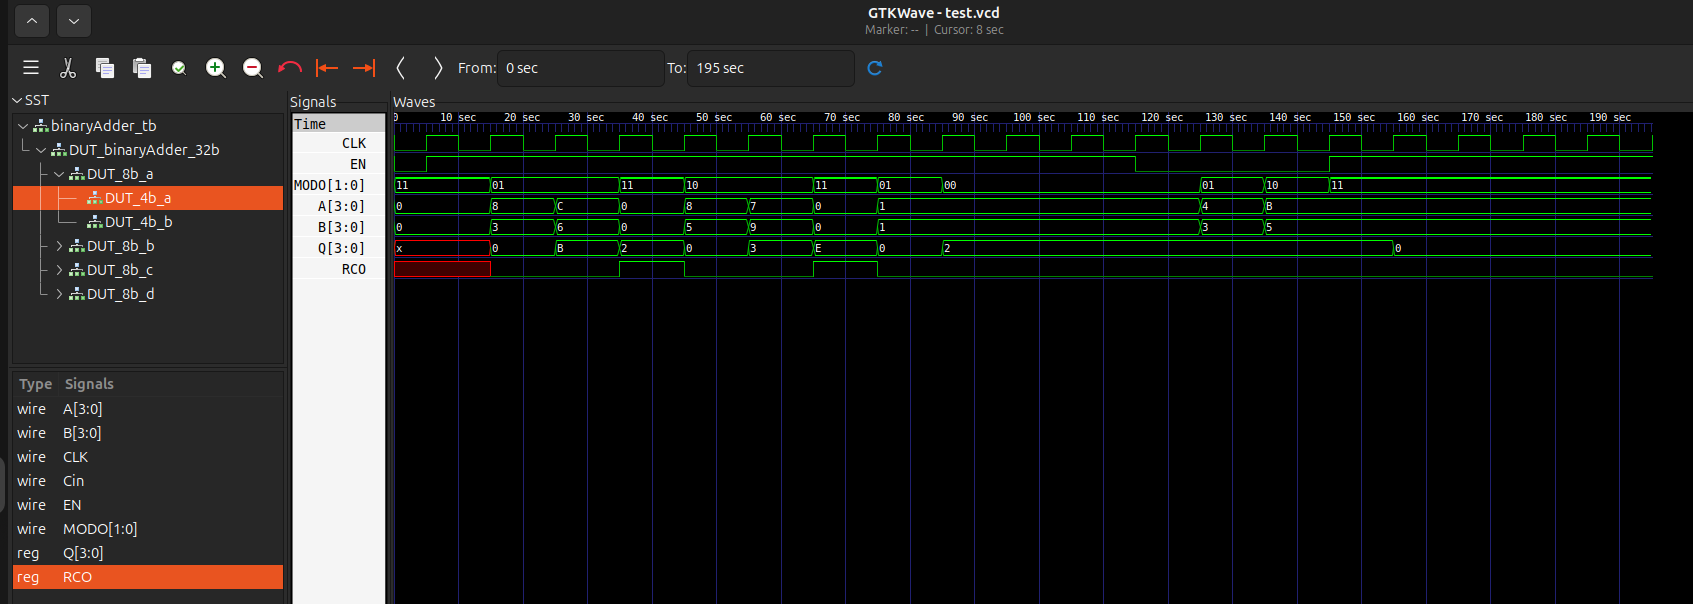 GTKWave - test.vcd
Marker: -- | Cursor: 8 sec
From: 0 sec To: 195 sec
SST
binaryAdder_tb
DUT_binaryAdder_32b
DUT_8b_a
DUT_4b_a
DUT_4b_b
DUT_8b_b
DUT_8b_c
DUT_8b_d
Type Signals
wire A[3:0]
wire B[3:0]
wire CLK
wire Cin
wire EN
wire MODO[1:0]
reg Q[3:0]
reg RCO
Signals
Time
CLK
EN
MODO[1:0]
A[3:0]
B[3:0]
Q[3:0]
RCO
Waves
0 10 sec 20 sec 30 sec 40 sec 50 sec 60 sec 70 sec 80 sec 90 sec 100 sec 110 sec 120 sec 130 sec 140 sec 150 sec 160 sec 170 sec 180 sec 190 sec
11 01 11 10 11 01 00 01 10 11
0 8 C 0 8 7 0 1 4 B
0 3 6 0 5 9 0 1 3 5
x 0 B 2 0 3 E 0 2 0